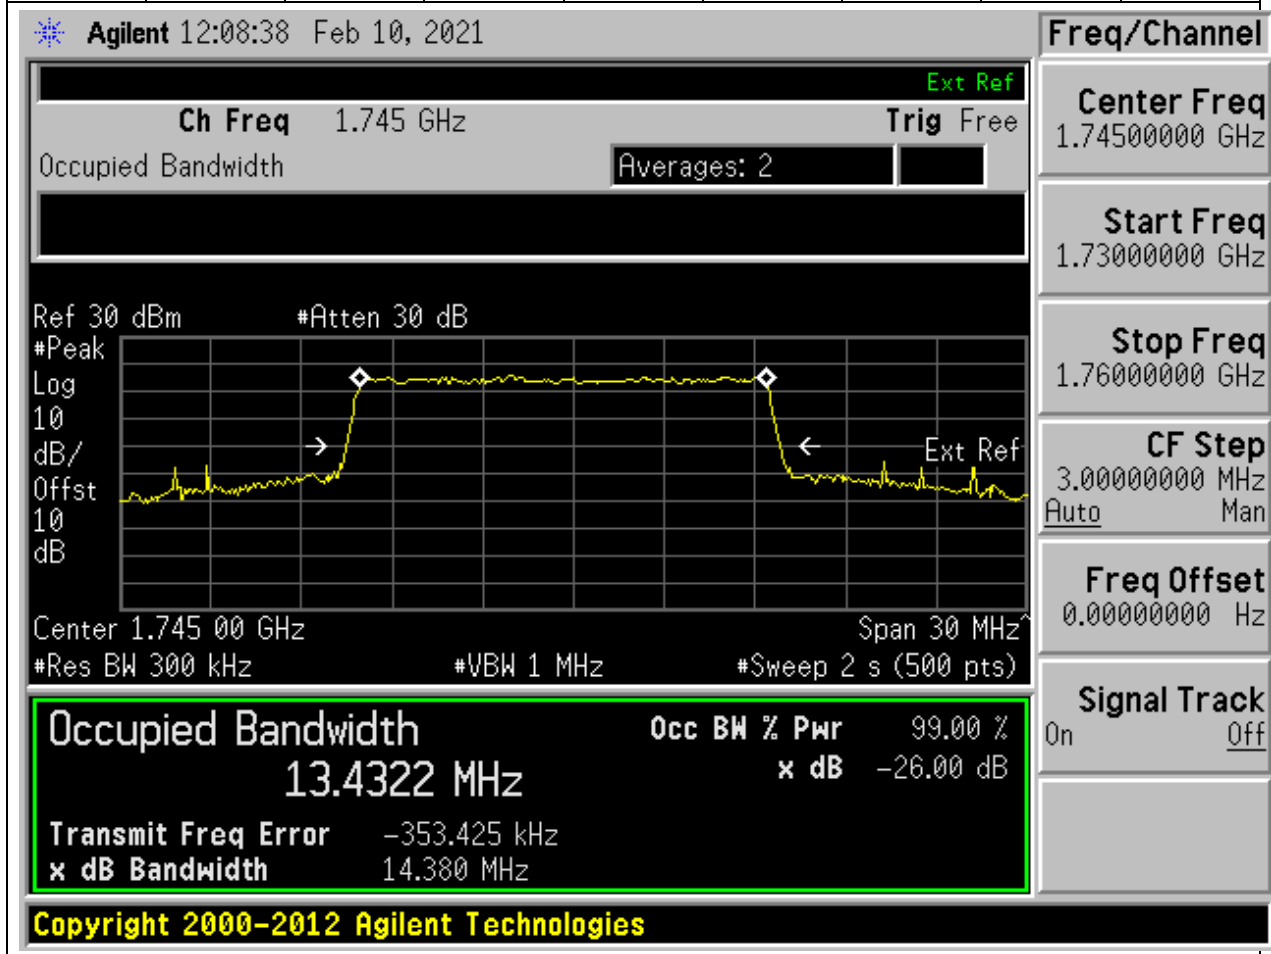 Agilent 12:08:38 Feb 10, 2021
Freq/Channel
Ext Ref
Ch Freq 1.745 GHz
Trig Free
Occupied Bandwidth
Averages: 2
Ref 30 dBm
#Atten 30 dB
#Peak
Log
10
dB/
Offst
10
dB
Ext Ref
Center 1.745 00 GHz
Span 30 MHz^
#Res BW 300 kHz
#VBW 1 MHz
#Sweep 2 s (500 pts)
Occupied Bandwidth
13.4322 MHz
Occ BW % Pwr 99.00 %
x dB -26.00 dB
Transmit Freq Error -353.425 kHz
x dB Bandwidth 14.380 MHz
Center Freq
1.74500000 GHz
Start Freq
1.73000000 GHz
Stop Freq
1.76000000 GHz
CF Step
3.00000000 MHz
Auto Man
Freq Offset
0.00000000 Hz
Signal Track
On Off
Copyright 2000-2012 Agilent Technologies